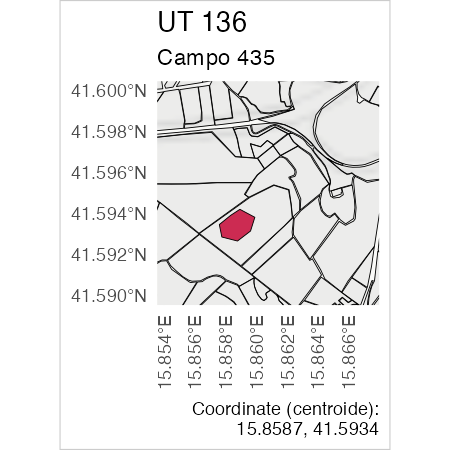 UT 136
Campo 435
41.600°N
41.598°N
41.596°N
41.594°N
41.592°N
41.590°N
15.854°E
15.856°E
15.858°E
15.860°E
15.862°E
15.864°E
15.866°E
Coordinate (centroide):
15.8587, 41.5934